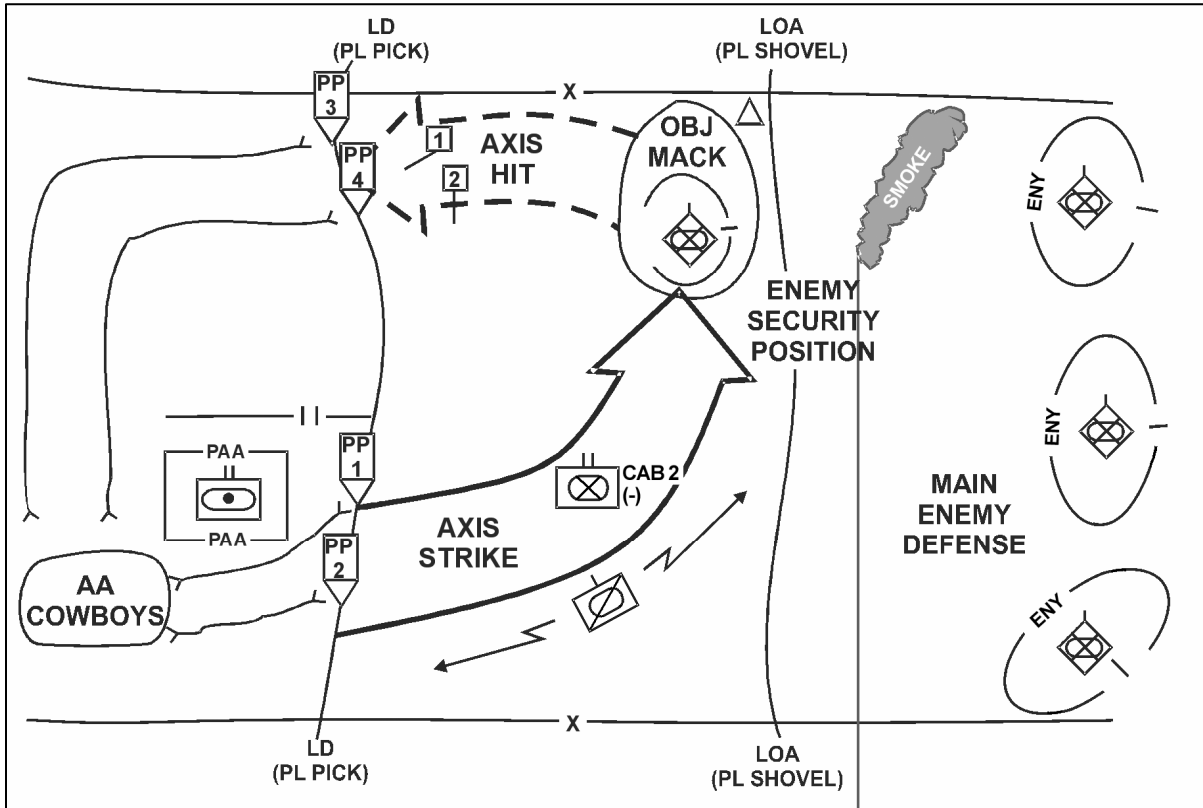 LD
(PL PICK)
LOA
(PL SHOVEL)
PP
3
X
OBJ
MACK
PP
4
1
AXIS
HIT
2
SMOKE
ENY
ENEMY
SECURITY
POSITION
II
PAA
PP
1
CAB 2
(-)
ENY
AXIS
STRIKE
MAIN
ENEMY
DEFENSE
PAA
PP
2
AA
COWBOYS
ENY
X
LD
(PL PICK)
LOA
(PL SHOVEL)